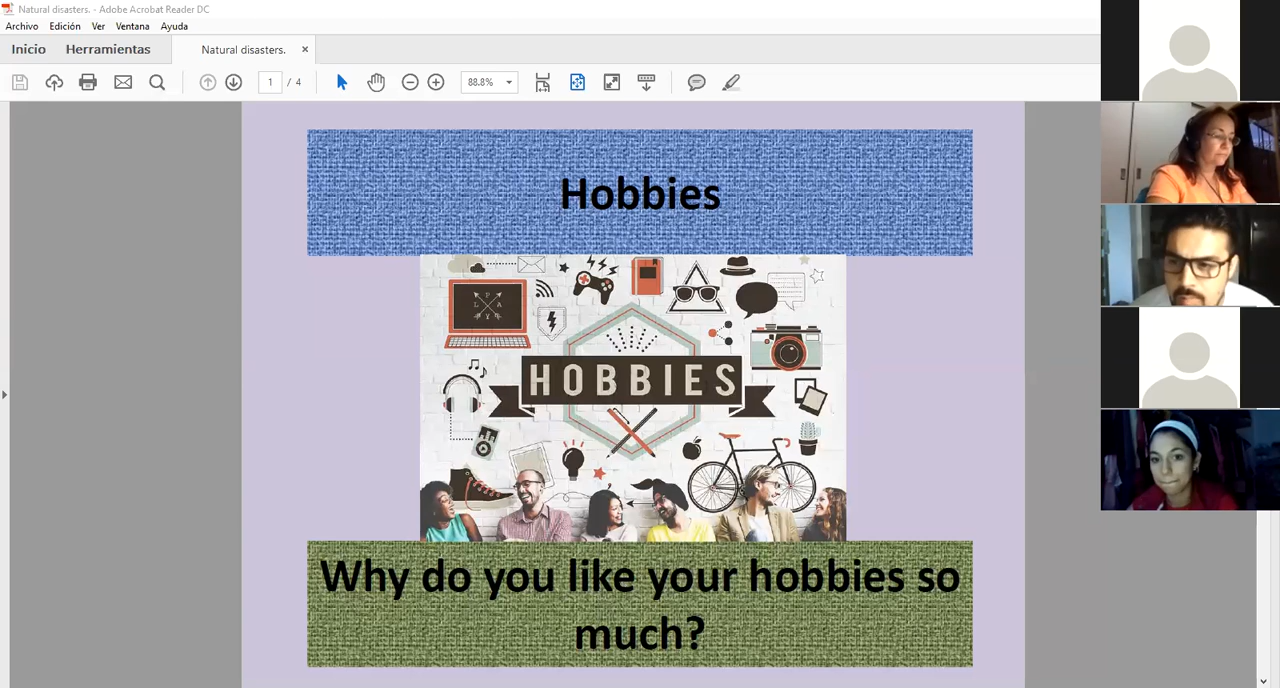 Natural disasters. - Adobe Acrobat Reader DC
Archivo Edición Ver Ventana Ayuda
Inicio Herramientas Natural disasters. ×
1 / 4 88.8%
Hobbies
HOBBIES
Why do you like your hobbies so
much?